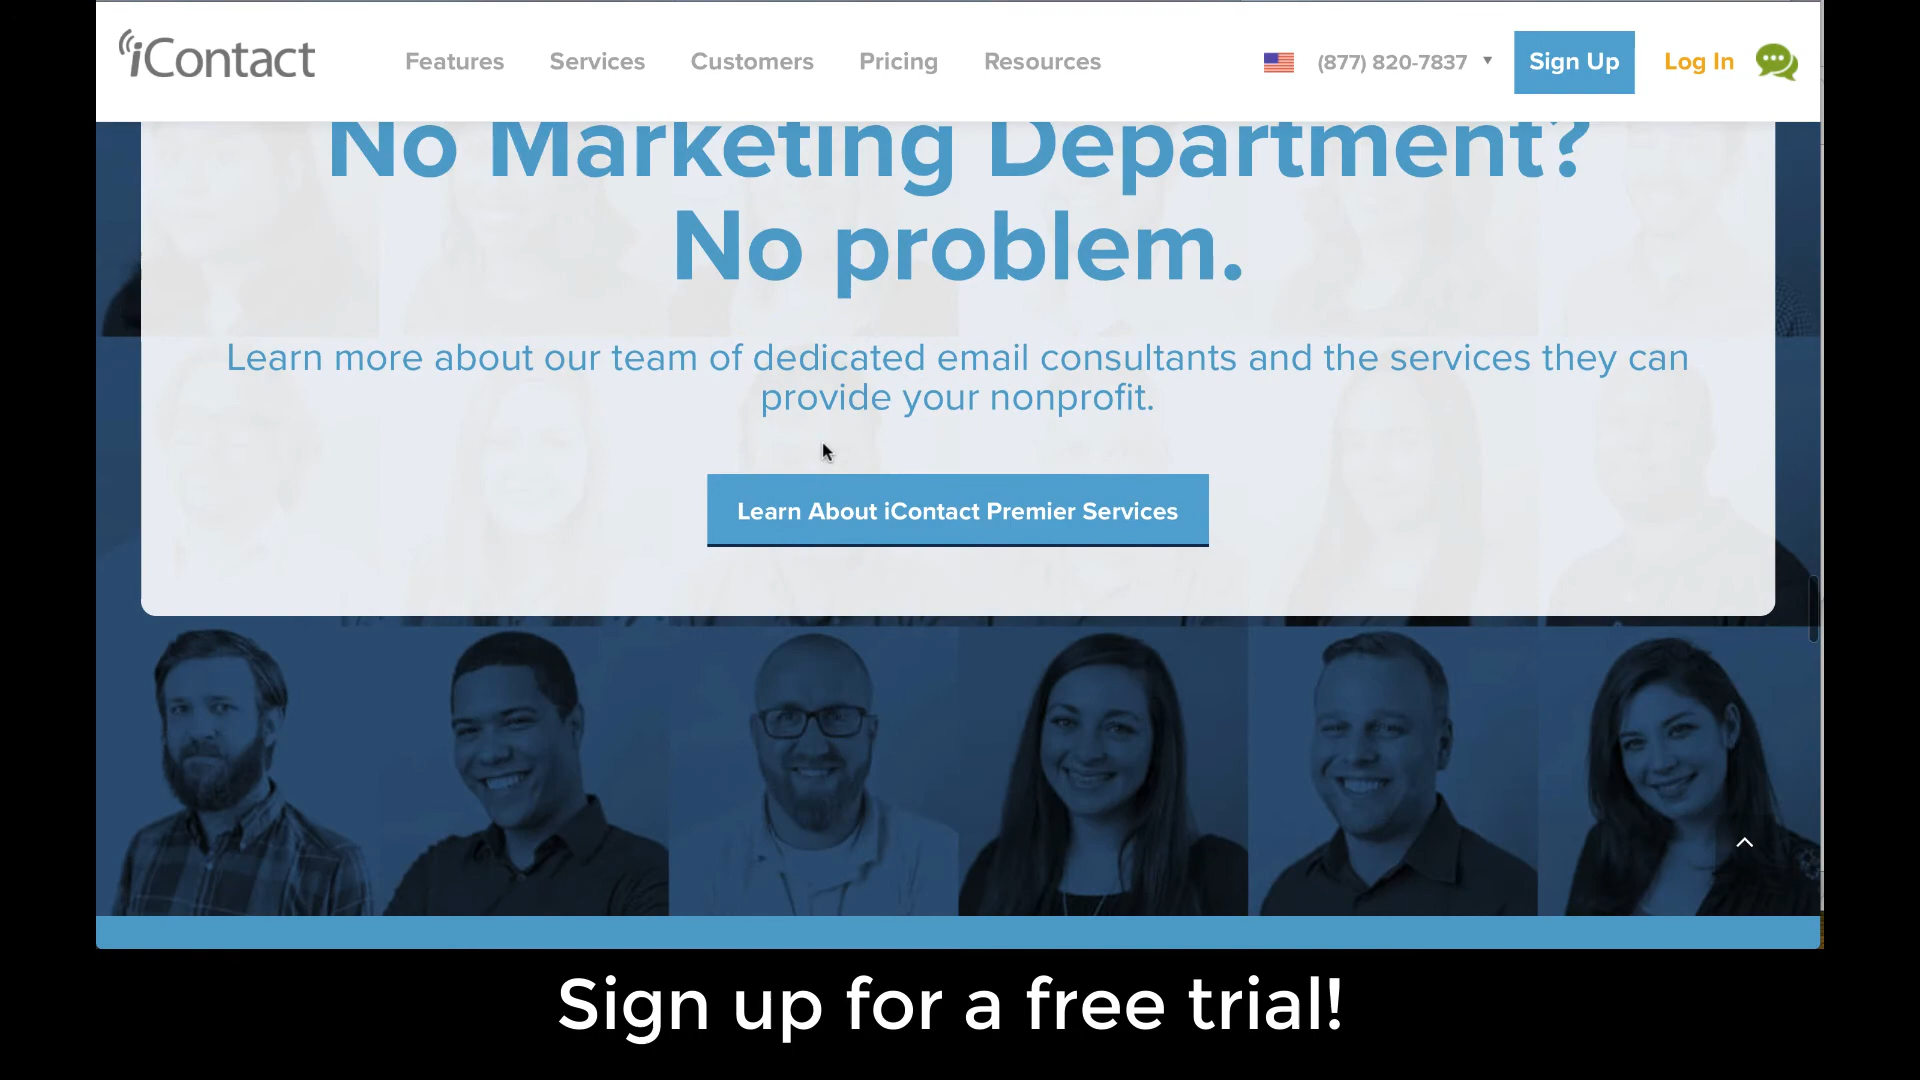 iContact
Features Services Customers Pricing Resources (877) 820-7837 Sign Up Log In
No Marketing Department?
No problem.
Learn more about our team of dedicated email consultants and the services they can
provide your nonprofit.
Learn About iContact Premier Services
Sign up for a free trial!